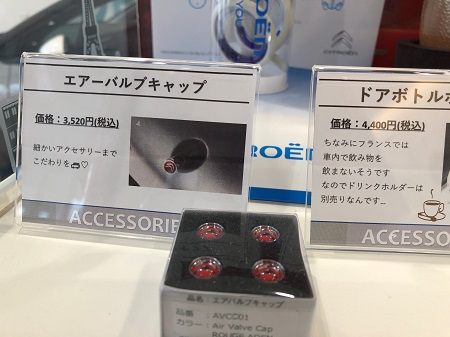 CITROËN
エアーバルブキャップ
価格：3,520円(税込)
細かいアクセサリーまで
こだわりを🚗♡
ACCESSORIE
ROËN
ドアボトルホ
価格：4,400円(税込)
ちなみにフランスでは
車内で飲み物を
飲まないそうです
なのでドリンクホルダーは
別売りなんです…
ACCESSORIE
品名：エアバルブキャップ
品番 : AVCC01
カラー : Air Valve Cap